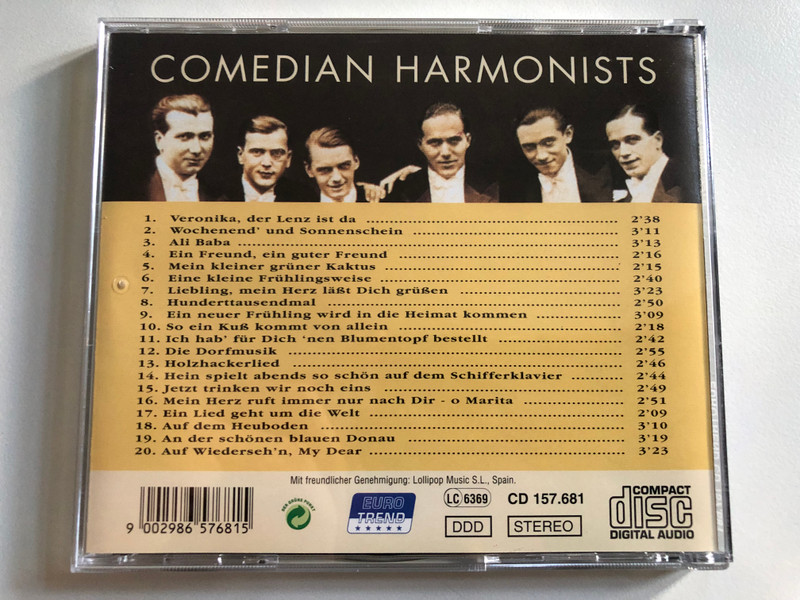 COMEDIAN HARMONISTS
1. Veronika, der Lenz ist da 2'38
2. Wochenend' und Sonnenschein 3'11
3. Ali Baba 3'13
4. Ein Freund, ein guter Freund 2'16
5. Mein kleiner grüner Kaktus 2'15
6. Eine kleine Frühlingsweise 2'40
7. Liebling, mein Herz läßt Dich grüßen 3'23
8. Hunderttausendmal 2'50
9. Ein neuer Frühling wird in die Heimat kommen 3'09
10. So ein Kuß kommt von allein 2'18
11. Ich hab' für Dich 'nen Blumentopf bestellt 2'42
12. Die Dorfmusik 2'55
13. Holzhackerlied 2'46
14. Hein spielt abends so schön auf dem Schifferklavier 2'44
15. Jetzt trinken wir noch eins 2'49
16. Mein Herz ruft immer nur nach Dir - o Marita 2'51
17. Ein Lied geht um die Welt 2'09
18. Auf dem Heuboden 3'10
19. An der schönen blauen Donau 3'19
20. Auf Wiederseh'n, My Dear 3'23
Mit freundlicher Genehmigung: Lollipop Music S.L., Spain.
9 002986 576815
DER GRÜNE PUNKT
EURO
TREND
LC 6369
CD 157.681
DDD
STEREO
COMPACT
disc
DIGITAL AUDIO